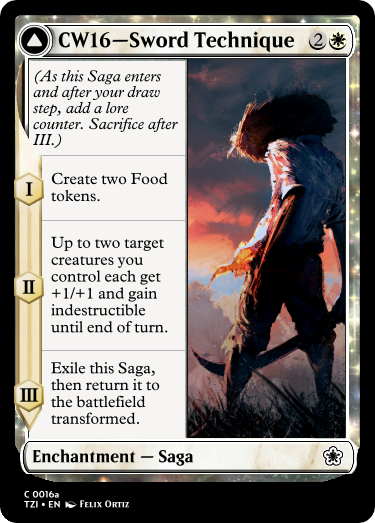 CW16—Sword Technique 2
(As this Saga enters
and after your draw
step, add a lore
counter. Sacrifice after
III.)
I
Create two Food
tokens.
II
Up to two target
creatures you
control each get
+1/+1 and gain
indestructible
until end of turn.
III
Exile this Saga,
then return it to
the battlefield
transformed.
Enchantment — Saga
C 0016a
TZI • EN Felix Ortiz